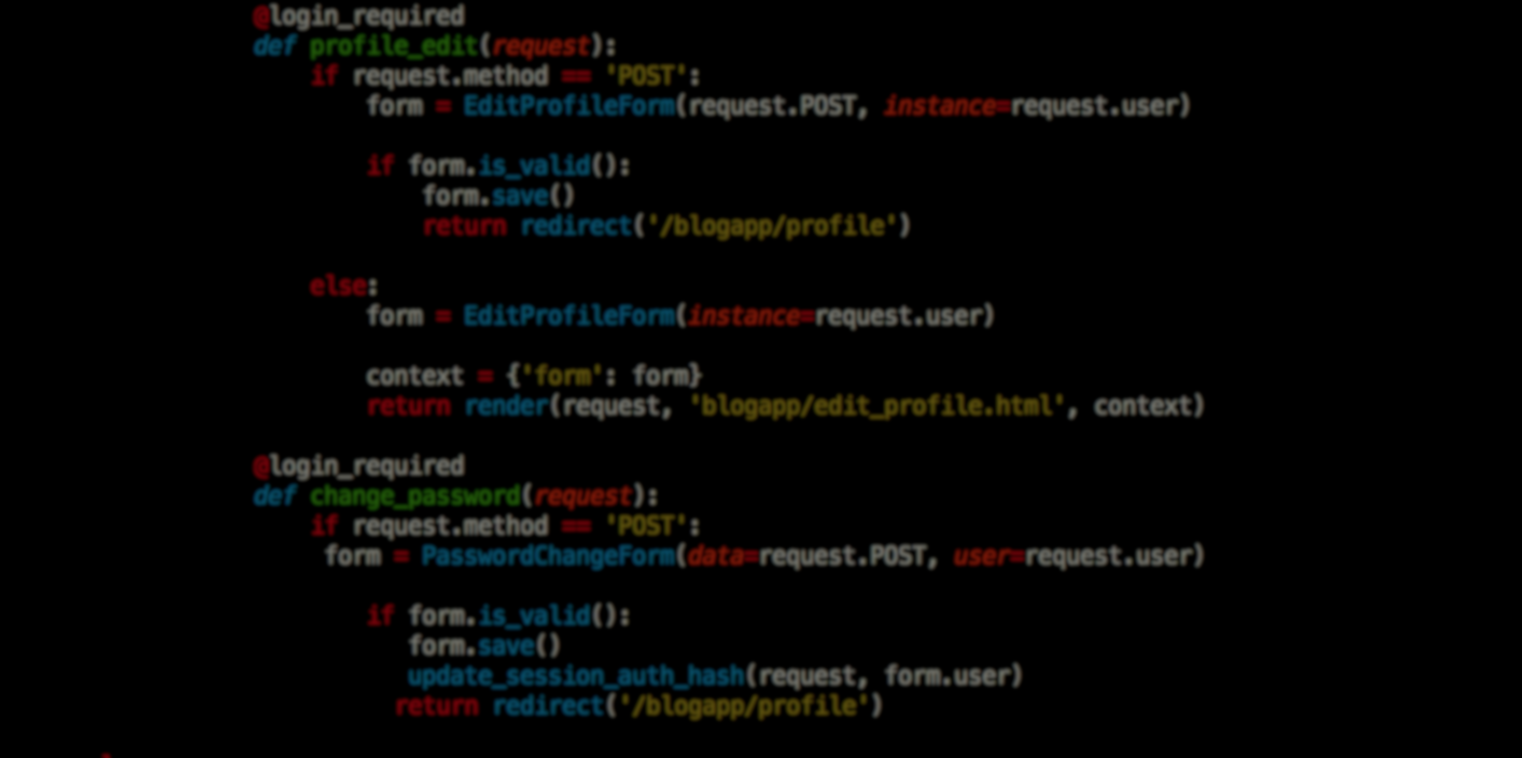 @login_required
def profile_edit(request):
    if request.method == 'POST':
        form = EditProfileForm(request.POST, instance=request.user)

        if form.is_valid():
            form.save()
            return redirect('/blogapp/profile')

    else:
        form = EditProfileForm(instance=request.user)

        context = {'form': form}
        return render(request, 'blogapp/edit_profile.html', context)

@login_required
def change_password(request):
    if request.method == 'POST':
     form = PasswordChangeForm(data=request.POST, user=request.user)

        if form.is_valid():
           form.save()
           update_session_auth_hash(request, form.user)
          return redirect('/blogapp/profile')